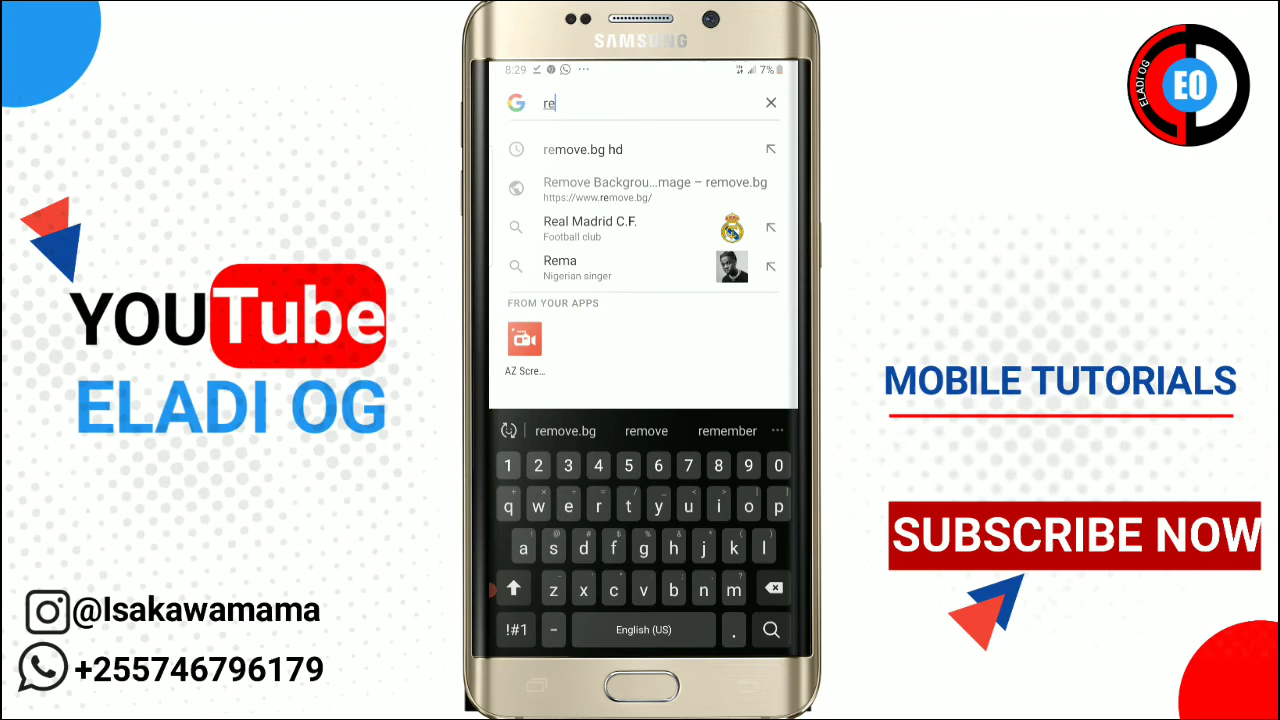 SAMSUNG
8:29
7%
re
remove.bg hd
Remove Backgrou...mage – remove.bg
https://www.remove.bg/
Real Madrid C.F.
Football club
Rema
Nigerian singer
FROM YOUR APPS
AZ Scre...
remove.bg remove remember
1 2 3 4 5 6 7 8 9 0
q w e r t y u i o p
a s d f g h j k l
z x c v b n m
!#1 English (US) .
YOUTube
ELADI OG
@Isakawamama
+255746796179
ELADI OG
EO
MOBILE TUTORIALS
SUBSCRIBE NOW